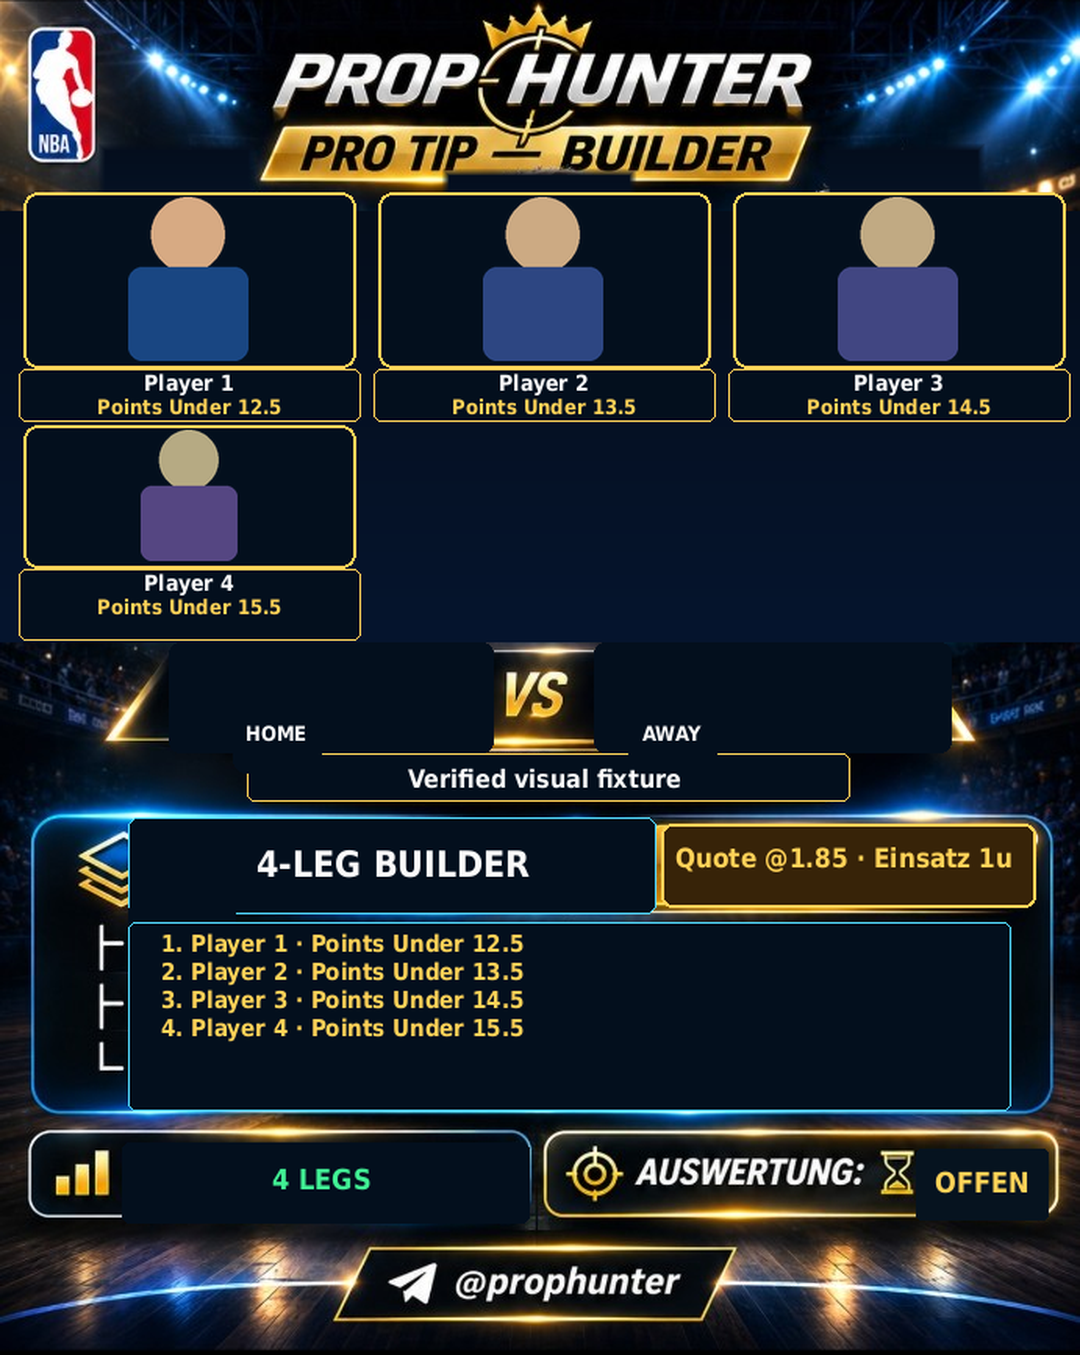 NBA
PROP HUNTER
PRO TIP — BUILDER
Player 1
Points Under 12.5
Player 2
Points Under 13.5
Player 3
Points Under 14.5
Player 4
Points Under 15.5
HOME
VS
AWAY
Verified visual fixture
4-LEG BUILDER
Quote @1.85 · Einsatz 1u
1. Player 1 · Points Under 12.5
2. Player 2 · Points Under 13.5
3. Player 3 · Points Under 14.5
4. Player 4 · Points Under 15.5
4 LEGS
AUSWERTUNG:
OFFEN
@prophunter